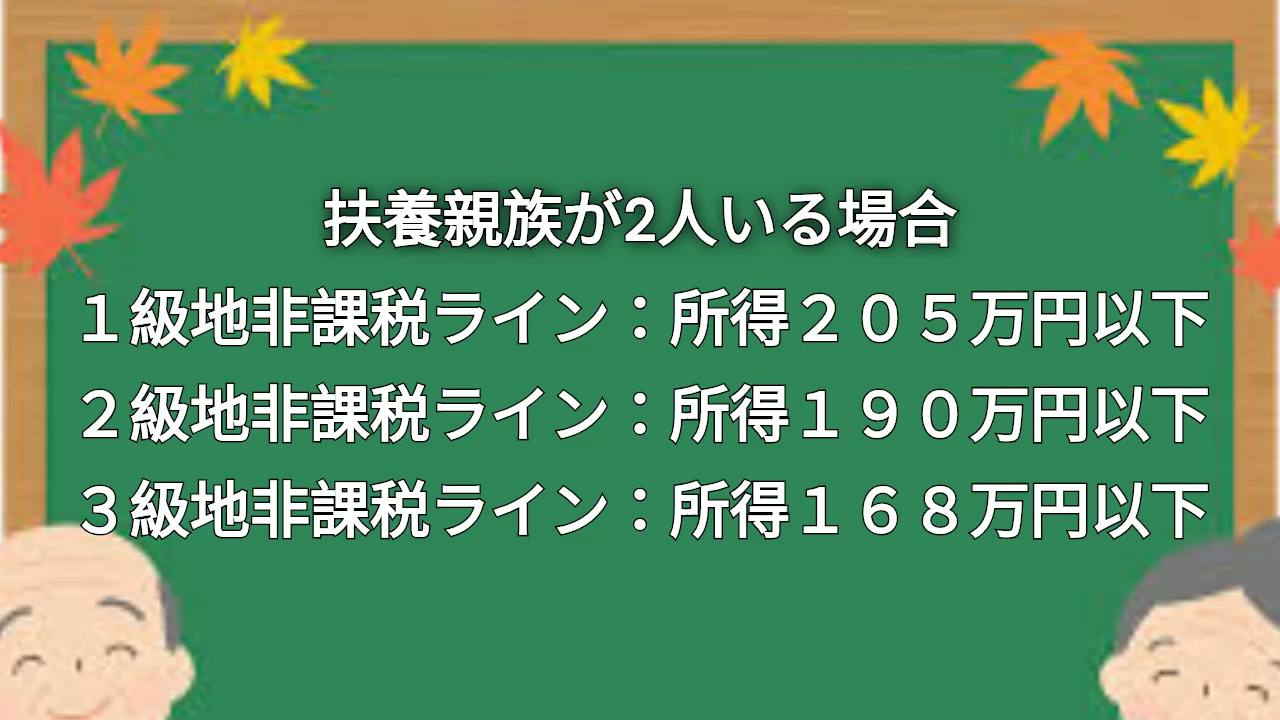 扶養親族が2人いる場合
１級地非課税ライン：所得２０５万円以下
２級地非課税ライン：所得１９０万円以下
３級地非課税ライン：所得１６８万円以下